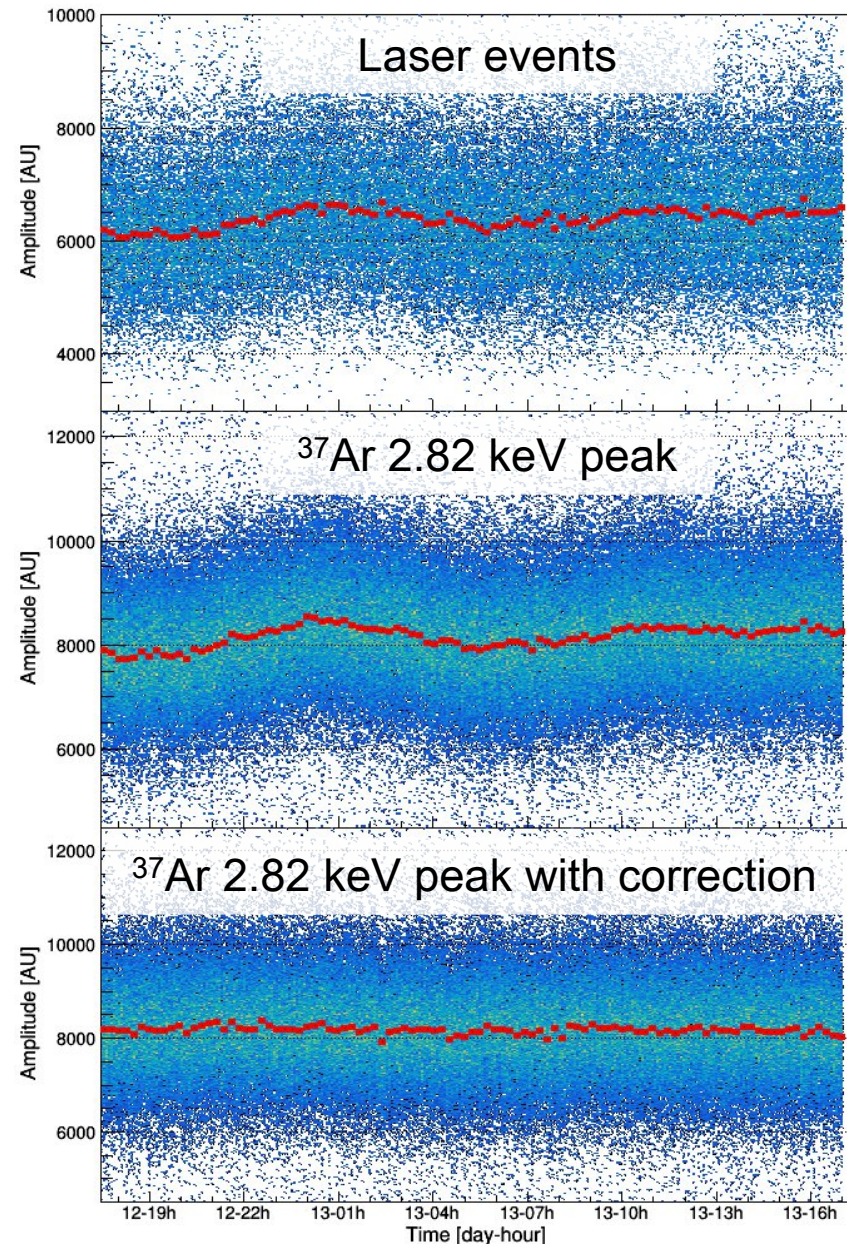 10000
Laser events
8000
6000
4000
Amplitude [AU]
12000
³⁷Ar 2.82 keV peak
10000
8000
6000
Amplitude [AU]
12000
³⁷Ar 2.82 keV peak with correction
10000
8000
6000
Amplitude [AU]
12-19h 12-22h 13-01h 13-04h 13-07h 13-10h 13-13h 13-16h
Time [day-hour]